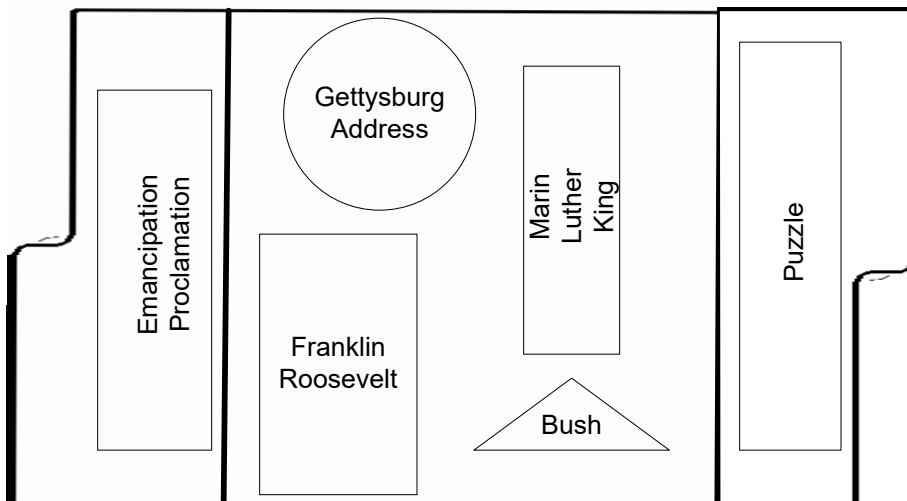 Emancipation
Proclamation
Gettysburg
Address
Franklin
Roosevelt
Marin
Luther
King
Bush
Puzzle